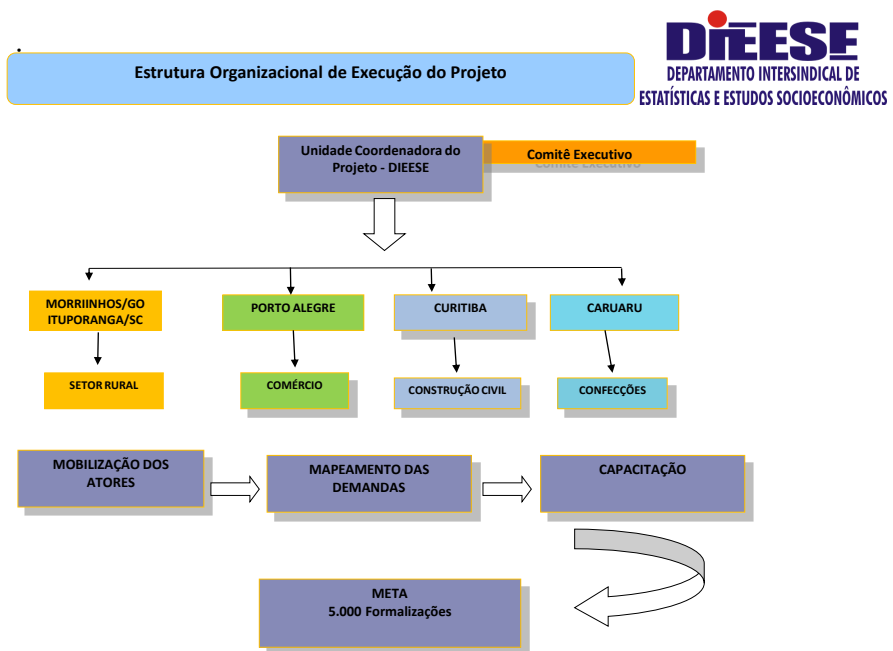 DIEESE
DEPARTAMENTO INTERSINDICAL DE
ESTATÍSTICAS E ESTUDOS SOCIOECONÔMICOS
Estrutura Organizacional de Execução do Projeto
Unidade Coordenadora do
Projeto - DIEESE
Comitê Executivo
MORRIINHOS/GO
ITUPORANGA/SC
PORTO ALEGRE
CURITIBA
CARUARU
SETOR RURAL
COMÉRCIO
CONSTRUÇÃO CIVIL
CONFECÇÕES
MOBILIZAÇÃO DOS
ATORES
MAPEAMENTO DAS
DEMANDAS
CAPACITAÇÃO
META
5.000 Formalizações